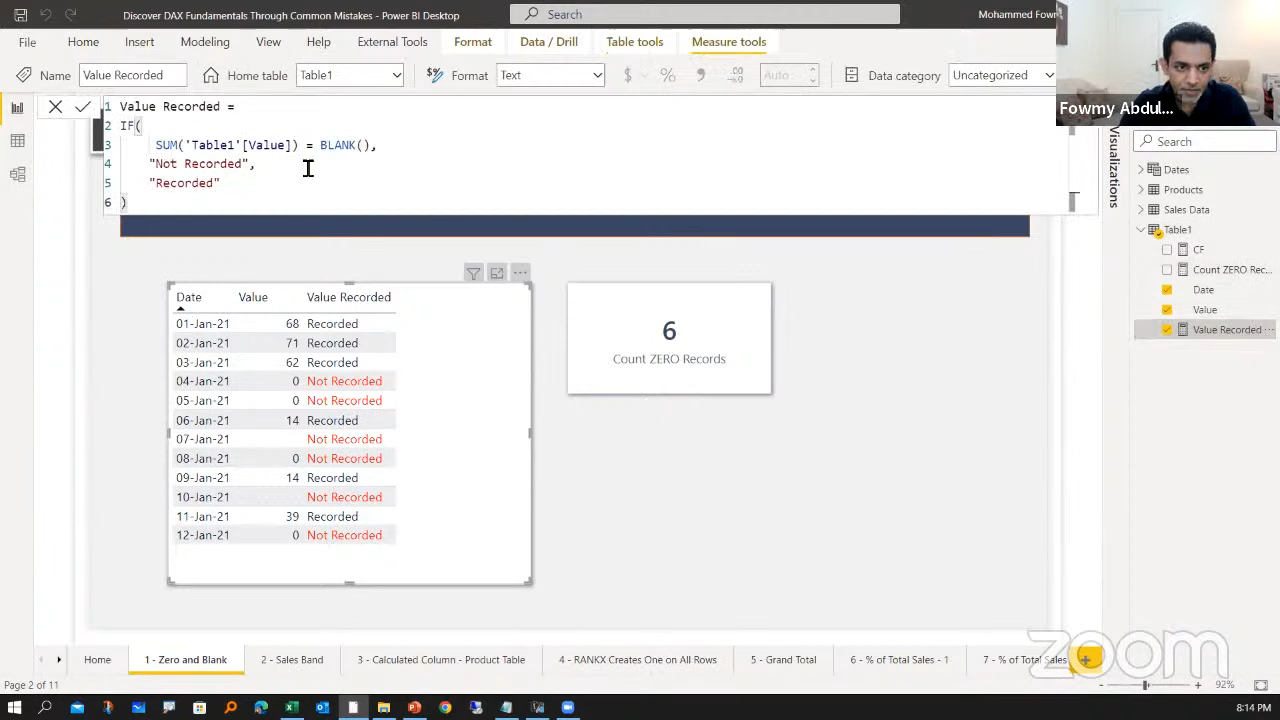 Discover DAX Fundamentals and Common Mistakes - Power BI Desktop
Search
Mohammed Fowm
File Home Insert Modeling View Help External Tools Format Data / Drill Table tools Measure tools
Name Value Recorded Home table Table1 Format Text $ % Auto Data category Uncategorized
Fowmy Abdul...
1 Value Recorded =
2 IF(
3 SUM('Table1'[Value]) = BLANK(),
4 "Not Recorded",
5 "Recorded"
6 )
Visualizations
Search
Dates
Products
Sales Data
Table1
CF
Count ZERO Rec...
Date
Value
Value Recorded
Date Value Value Recorded
01-Jan-21 68 Recorded
02-Jan-21 71 Recorded
03-Jan-21 62 Recorded
04-Jan-21 0 Not Recorded
05-Jan-21 0 Not Recorded
06-Jan-21 14 Recorded
07-Jan-21 Not Recorded
08-Jan-21 0 Not Recorded
09-Jan-21 14 Recorded
10-Jan-21 Not Recorded
11-Jan-21 39 Recorded
12-Jan-21 0 Not Recorded
6
Count ZERO Records
zoom
Home 1 - Zero and Blank 2 - Sales Band 3 - Calculated Column - Product Table 4 - RANKX Creates One on All Rows 5 - Grand Total 6 - % of Total Sales - 1 7 - % of Total Sales
Page 2 of 11
92%
8:14 PM